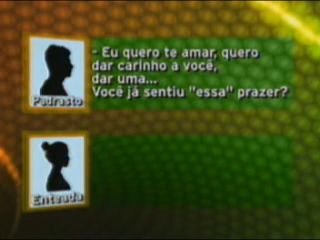 - Eu quero te amar, quero
dar carinho a você,
dar uma...
Você já sentiu "essa" prazer?
Padrasto
Enteada